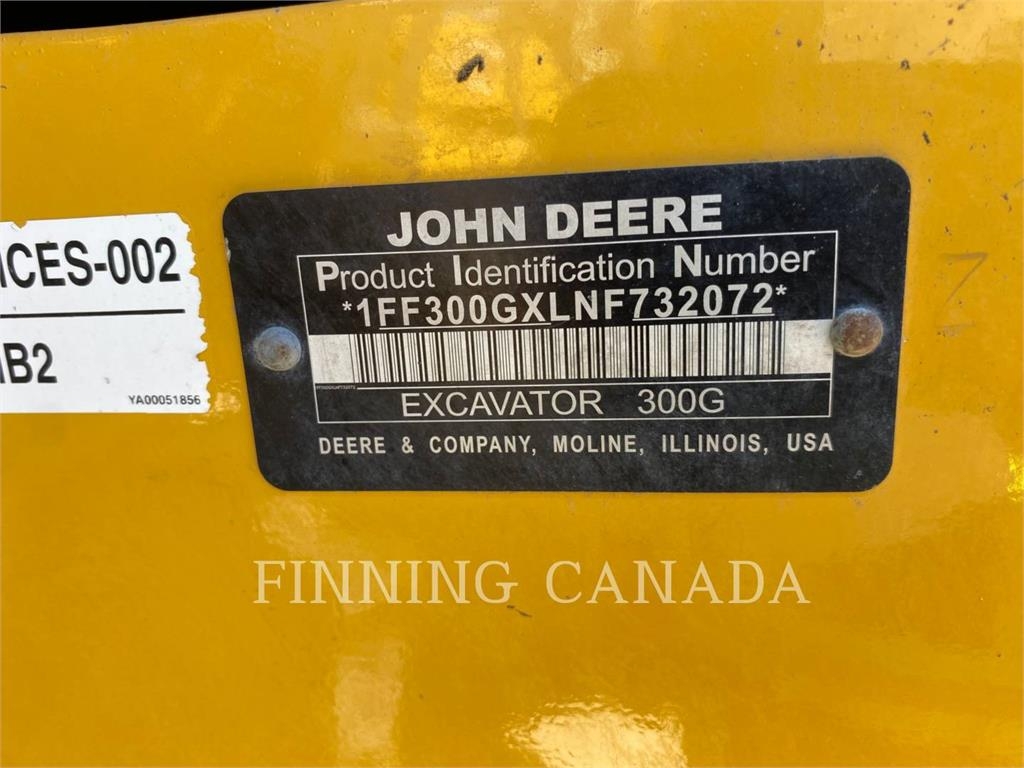 ICES-002
B2
YA00051856
JOHN DEERE
Product Identification Number
*1FF300GXLNF732072*
EXCAVATOR 300G
DEERE & COMPANY, MOLINE, ILLINOIS, USA
Z
FINNING CANADA